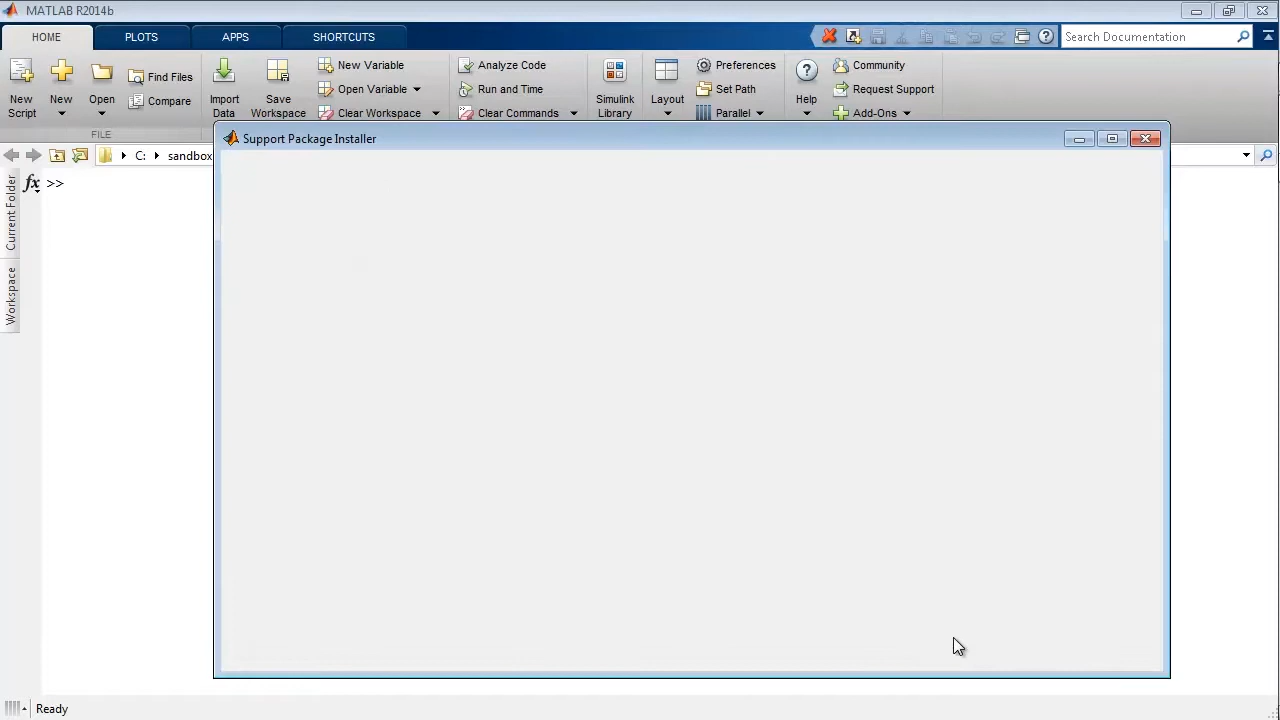 MATLAB R2014b
HOME
PLOTS
APPS
SHORTCUTS
Search Documentation
New Script
New
Open
Find Files
Compare
Import Data
Save Workspace
New Variable
Open Variable
Clear Workspace
Analyze Code
Run and Time
Clear Commands
Simulink Library
Layout
Preferences
Set Path
Parallel
Help
Community
Request Support
Add-Ons
FILE
C:
sandbox
Support Package Installer
fx >>
Current Folder
Workspace
Ready